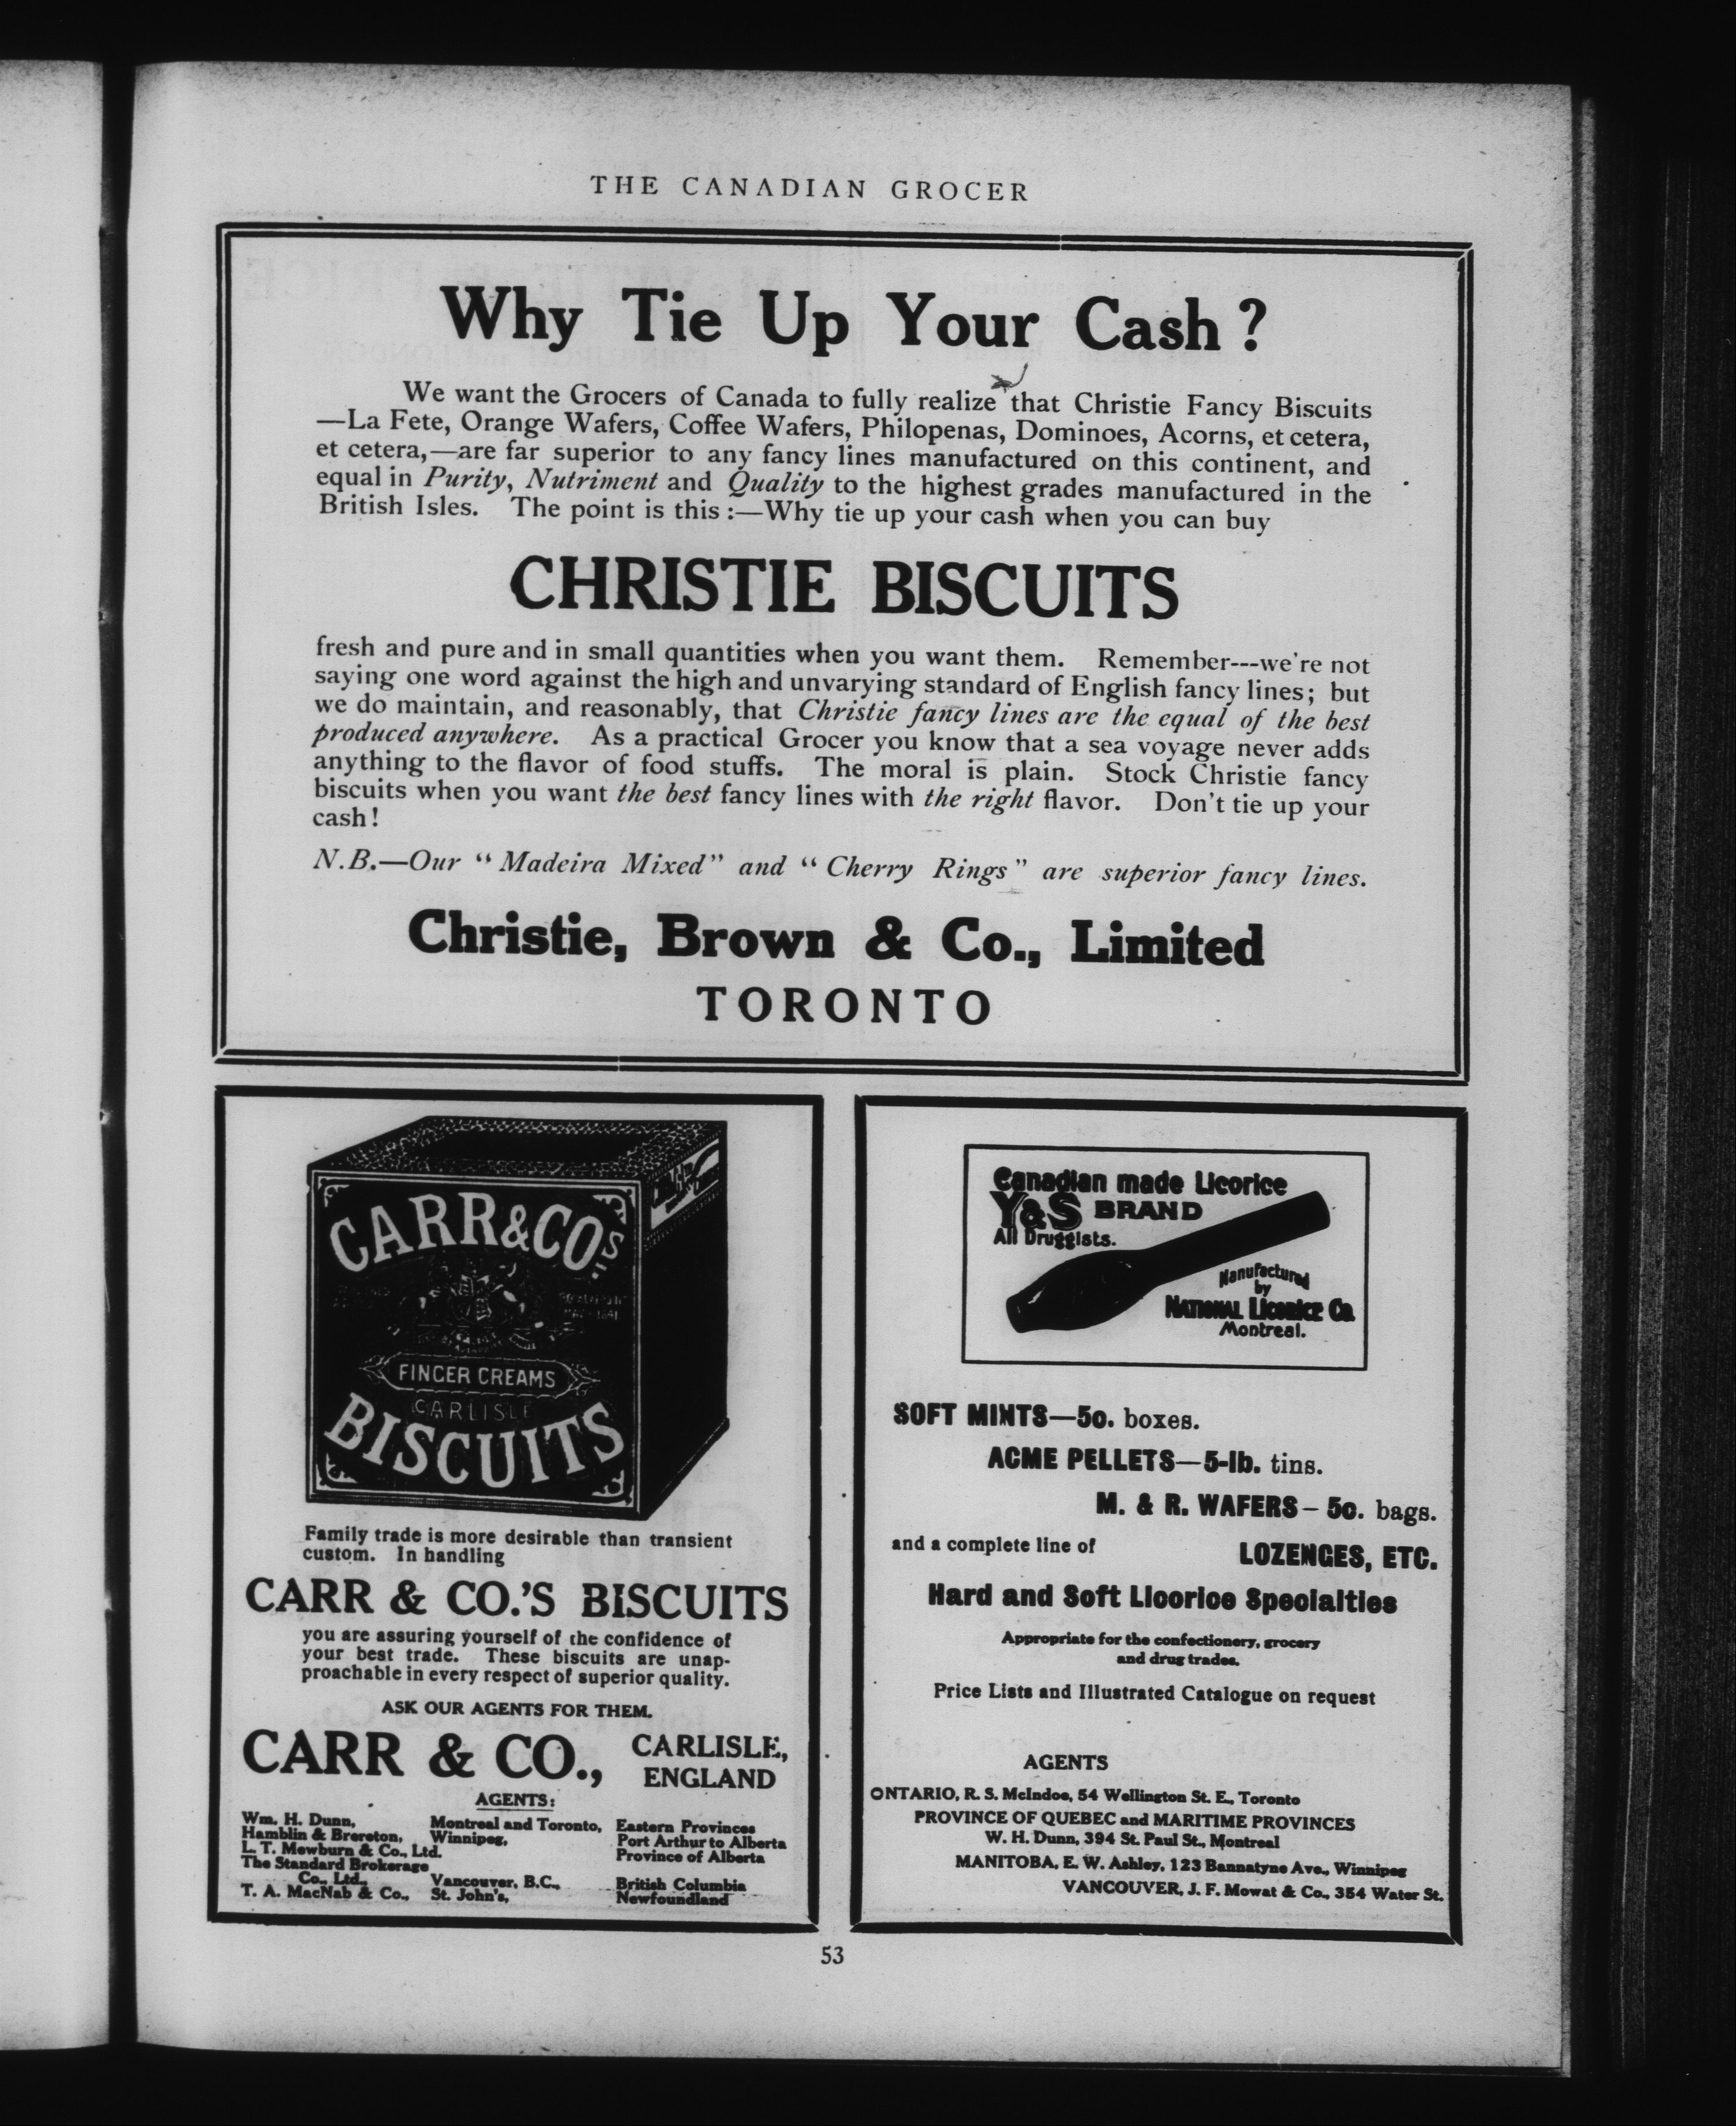 THE CANADIAN GROCER
Why Tie Up Your Cash?
We want the Grocers of Canada to fully realize that Christie Fancy Biscuits
—La Fete, Orange Wafers, Coffee Wafers, Philopenas, Dominoes, Acorns, et cetera,
et cetera,—are far superior to any fancy lines manufactured on this continent, and
equal in Purity, Nutriment and Quality to the highest grades manufactured in the
British Isles. The point is this:—Why tie up your cash when you can buy
CHRISTIE BISCUITS
fresh and pure and in small quantities when you want them. Remember---we're not
saying one word against the high and unvarying standard of English fancy lines; but
we do maintain, and reasonably, that Christie fancy lines are the equal of the best
produced anywhere. As a practical Grocer you know that a sea voyage never adds
anything to the flavor of food stuffs. The moral is plain. Stock Christie fancy
biscuits when you want the best fancy lines with the right flavor. Don't tie up your
cash!
N.B.—Our "Madeira Mixed" and "Cherry Rings" are superior fancy lines.
Christie, Brown & Co., Limited
TORONTO
CARR & CO'S.
FINGER CREAMS
CARLISLE
BISCUITS
Family trade is more desirable than transient
custom. In handling
CARR & CO.'S BISCUITS
you are assuring yourself of the confidence of
your best trade. These biscuits are unap-
proachable in every respect of superior quality.
ASK OUR AGENTS FOR THEM.
CARR & CO., CARLISLE,
ENGLAND
AGENTS:
Wm. H. Dunn, Montreal and Toronto, Eastern Provinces
Hamblin & Brereton, Winnipeg, Port Arthur to Alberta
L. T. Mewburn & Co., Ltd. Province of Alberta
The Standard Brokerage
Co., Ltd., Vancouver, B.C., British Columbia
T. A. MacNab & Co., St. John's, Newfoundland
Canadian made Licorice
Y&S BRAND
All Druggists.
Manufactured
by
NATIONAL LICORICE Co.
Montreal.
SOFT MINTS—5c. boxes.
ACME PELLETS—5-lb. tins.
M. & R. WAFERS—5c. bags.
and a complete line of LOZENGES, ETC.
Hard and Soft Licorice Specialties
Appropriate for the confectionery, grocery
and drug trades.
Price Lists and Illustrated Catalogue on request
AGENTS
ONTARIO, R. S. McIndoe, 54 Wellington St. E., Toronto
PROVINCE OF QUEBEC and MARITIME PROVINCES
W. H. Dunn, 394 St. Paul St., Montreal
MANITOBA, E. W. Ashley, 123 Bannatyne Ave., Winnipeg
VANCOUVER, J. F. Mowat & Co., 354 Water St.
53